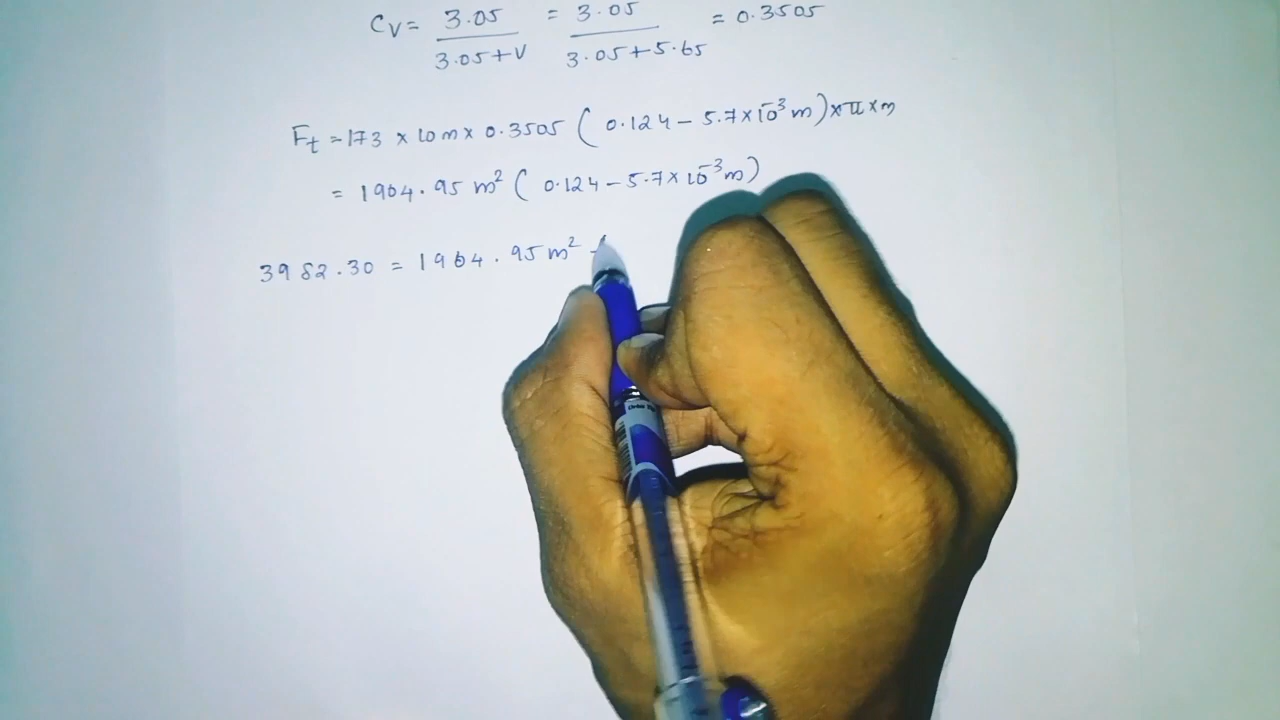 Cv = 3.05 / 3.05+V = 3.05 / 3.05+5.65 = 0.3505
Ft = 173 × 10m × 0.3505 ( 0.124 - 5.7×10⁻³ m ) × π × m
= 1904.95 m² ( 0.124 - 5.7×10⁻³ m )
3982.30 = 1904.95 m²